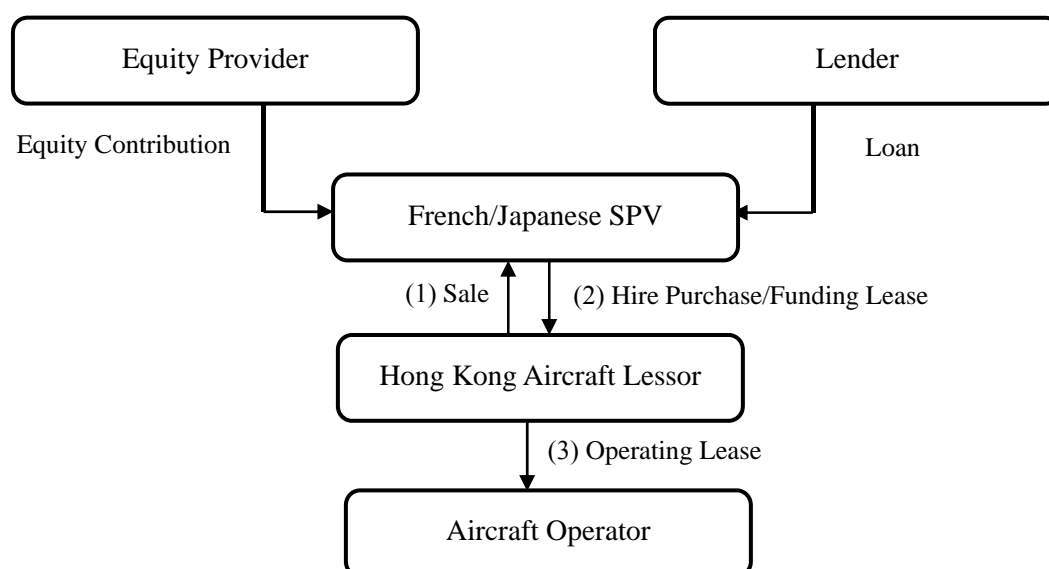 Equity Provider
Lender
Equity Contribution
Loan
French/Japanese SPV
(1) Sale
(2) Hire Purchase/Funding Lease
Hong Kong Aircraft Lessor
(3) Operating Lease
Aircraft Operator